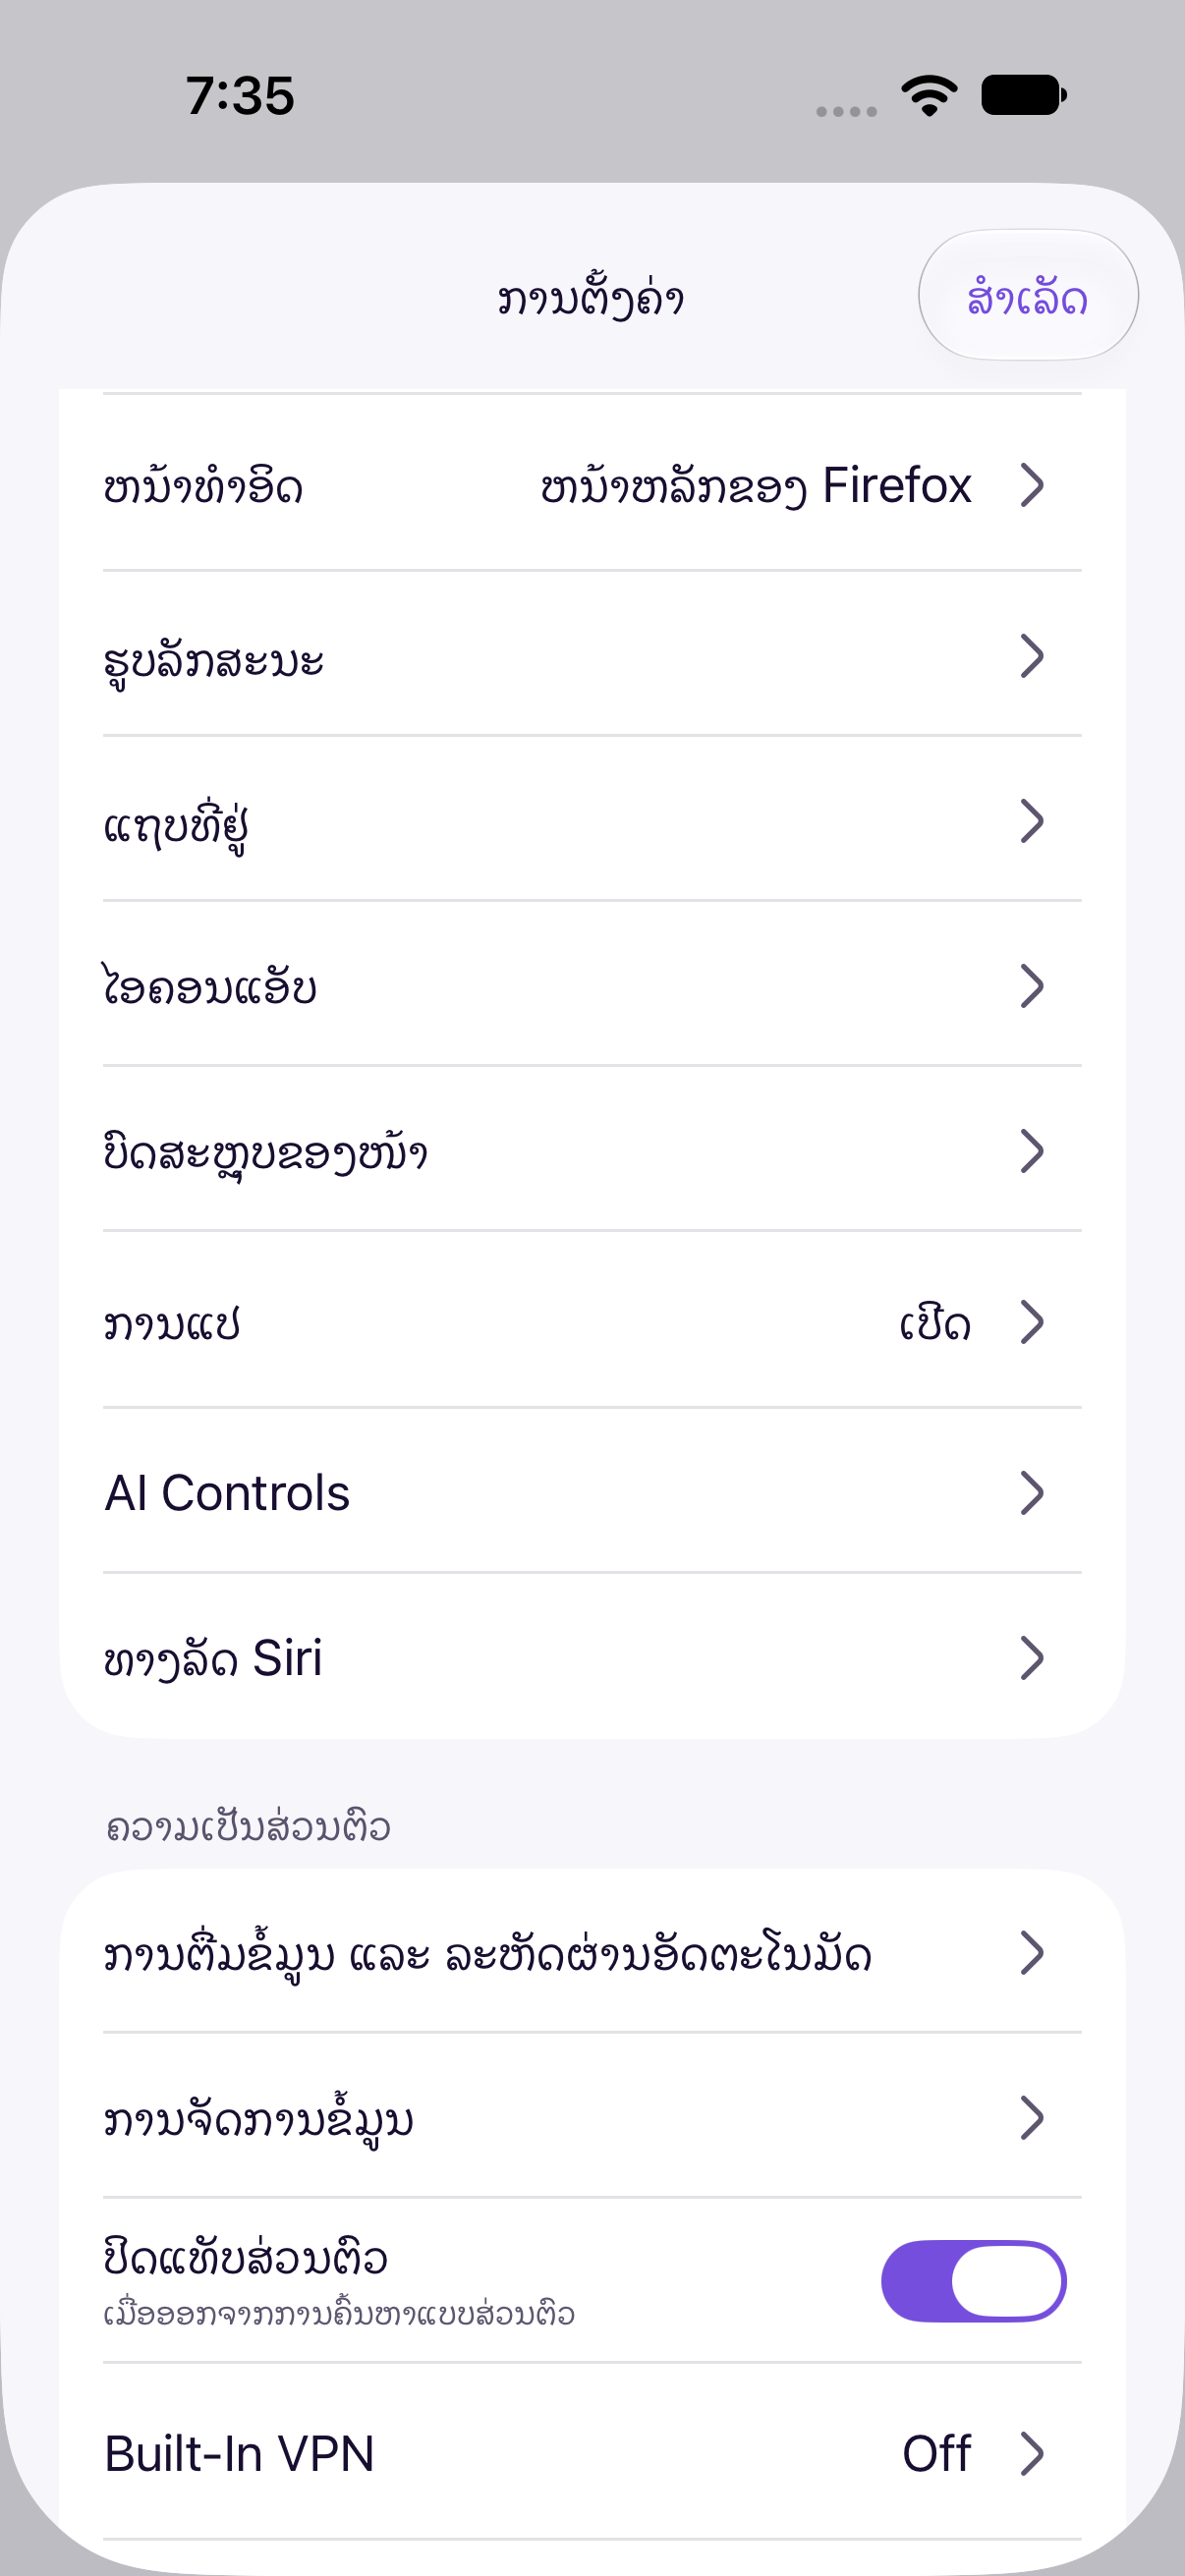 7:35
ການຕັ້ງຄ່າ
ສຳເລັດ
ຫນ້າທຳອິດ
ຫນ້າຫລັກຂອງ Firefox
ຮູບລັກສະນະ
ແຖບທີ່ຢູ່
ໄອຄອນແອັບ
ບົດສະຫຼຸບຂອງໜ້າ
ການແປ
ເປີດ
AI Controls
ທາງລັດ Siri
ຄວາມເປັນສ່ວນຕົວ
ການຕື່ມຂໍ້ມູນ ແລະ ລະຫັດຜ່ານອັດຕະໂນມັດ
ການຈັດການຂໍ້ມູນ
ປິດແທັບສ່ວນຕົວ
ເມື່ອອອກຈາກການຄົ້ນຫາແບບສ່ວນຕົວ
Built-In VPN
Off